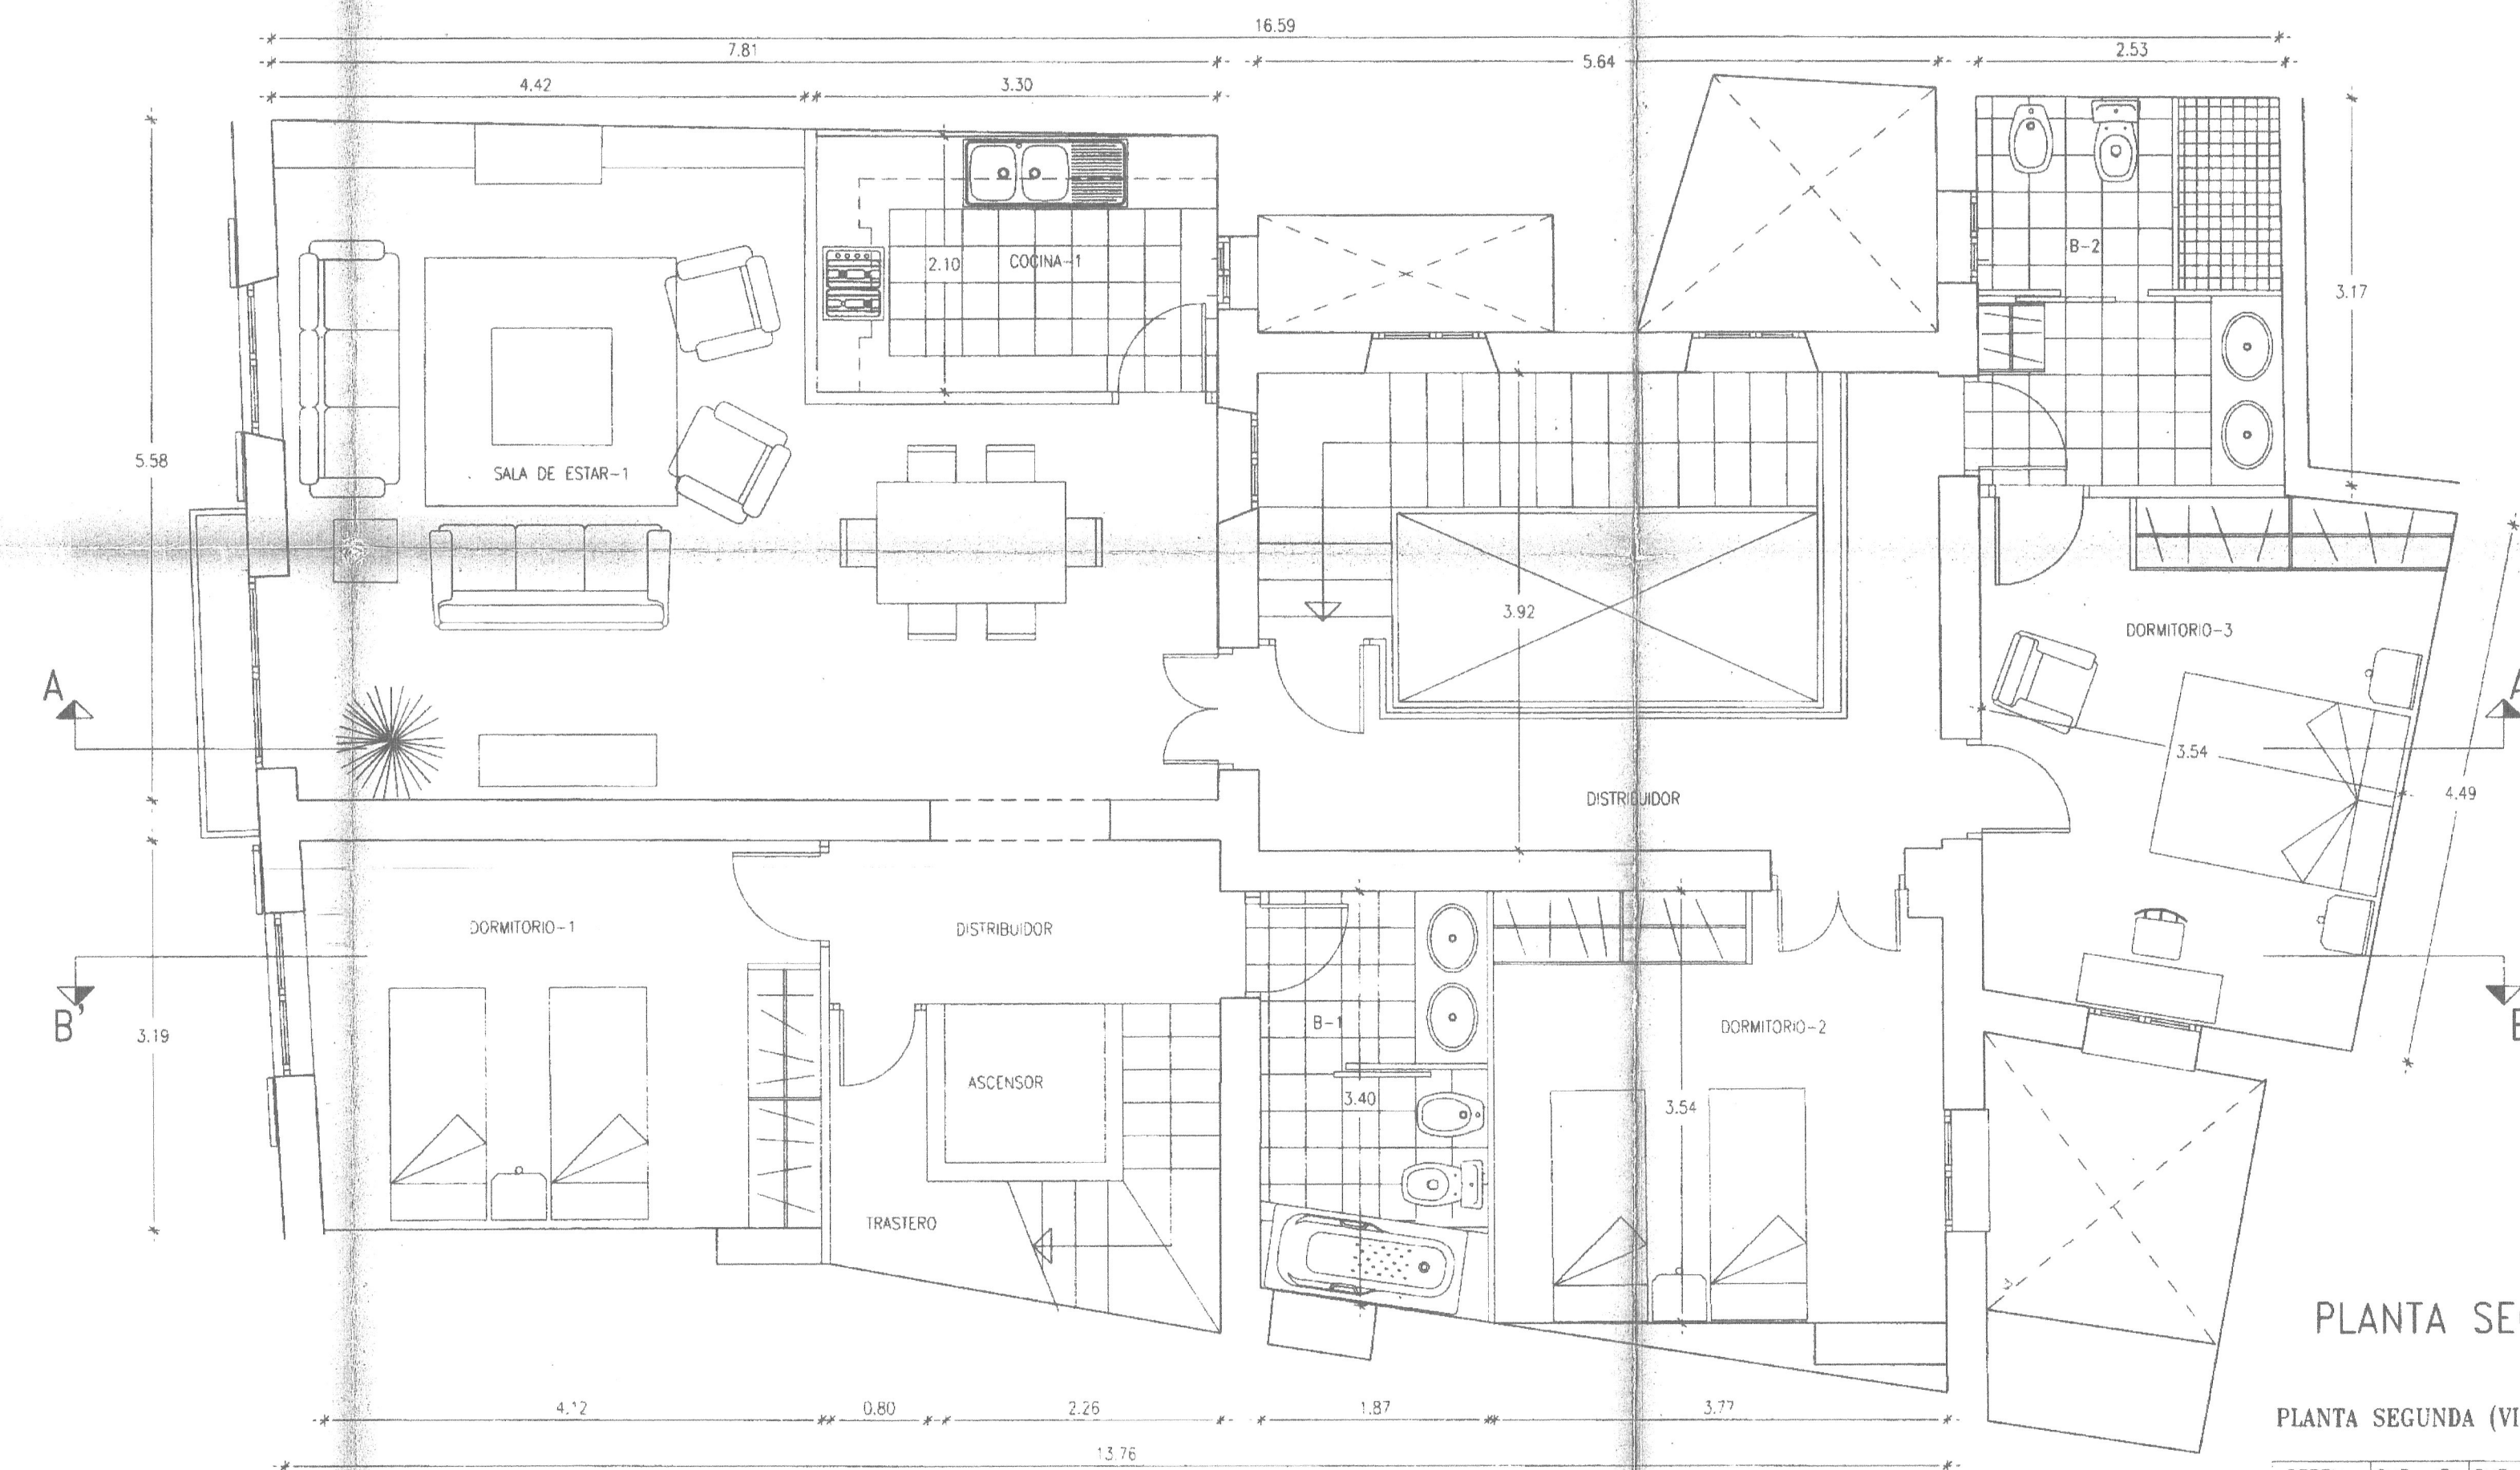 16.59
7.81
5.64
2.53
4.42
3.30
2.10
COCINA-1
B-2
3.17
5.58
SALA DE ESTAR-1
3.92
DORMITORIO-3
A
3.54
4.49
DISTRIBUIDOR
DORMITORIO-1
DISTRIBUIDOR
B'
3.19
B-1
DORMITORIO-2
ASCENSOR
3.40
3.54
TRASTERO
PLANTA
PLANTA SEGUNDA
4.12
0.80
2.26
1.87
3.77
13.76